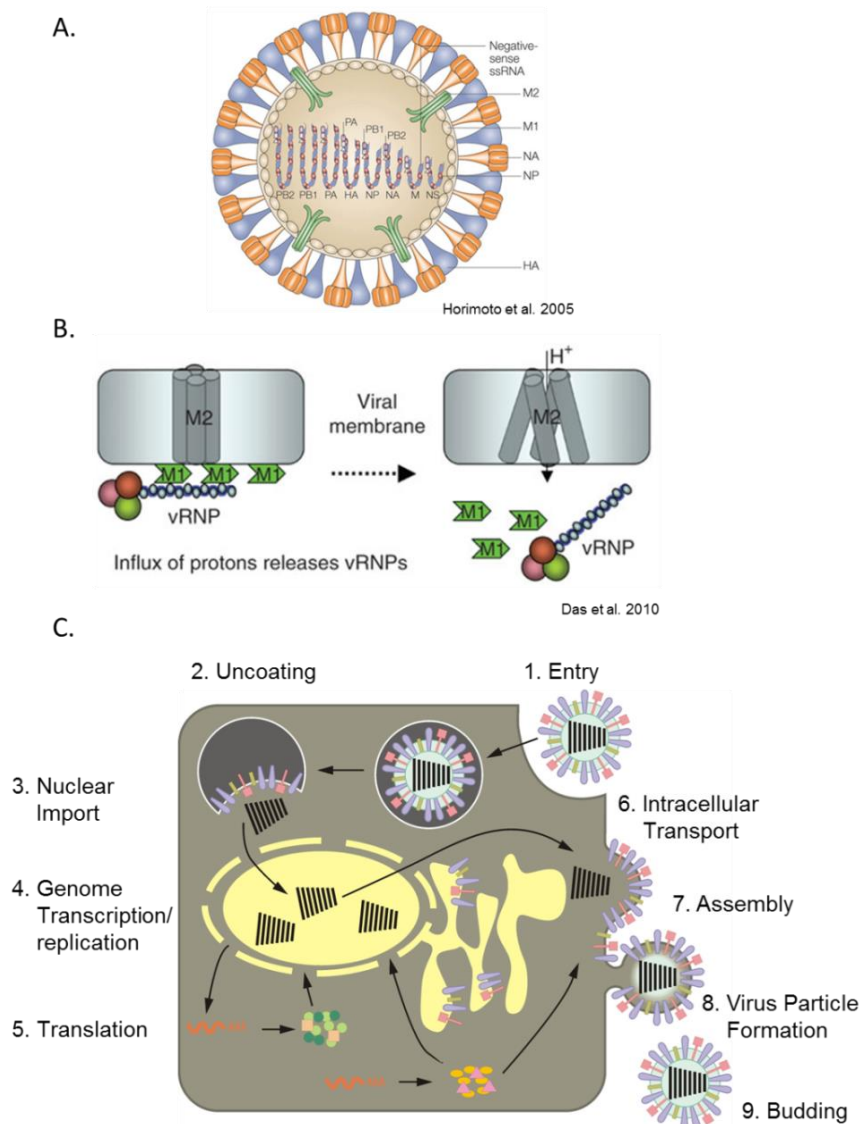 A.
Negative-
sense
ssRNA
M2
M1
NA
NP
HA
PA
PB1
PB2
PB2 PB1 PA HA NP NA M NS
Horimoto et al. 2005
B.
M2
M1 M1 M1
vRNP
Viral
membrane
H+
M2
M1
M1
M1
vRNP
Influx of protons releases vRNPs
Das et al. 2010
C.
2. Uncoating
1. Entry
3. Nuclear
Import
6. Intracellular
Transport
4. Genome
Transcription/
replication
7. Assembly
5. Translation
8. Virus Particle
Formation
9. Budding